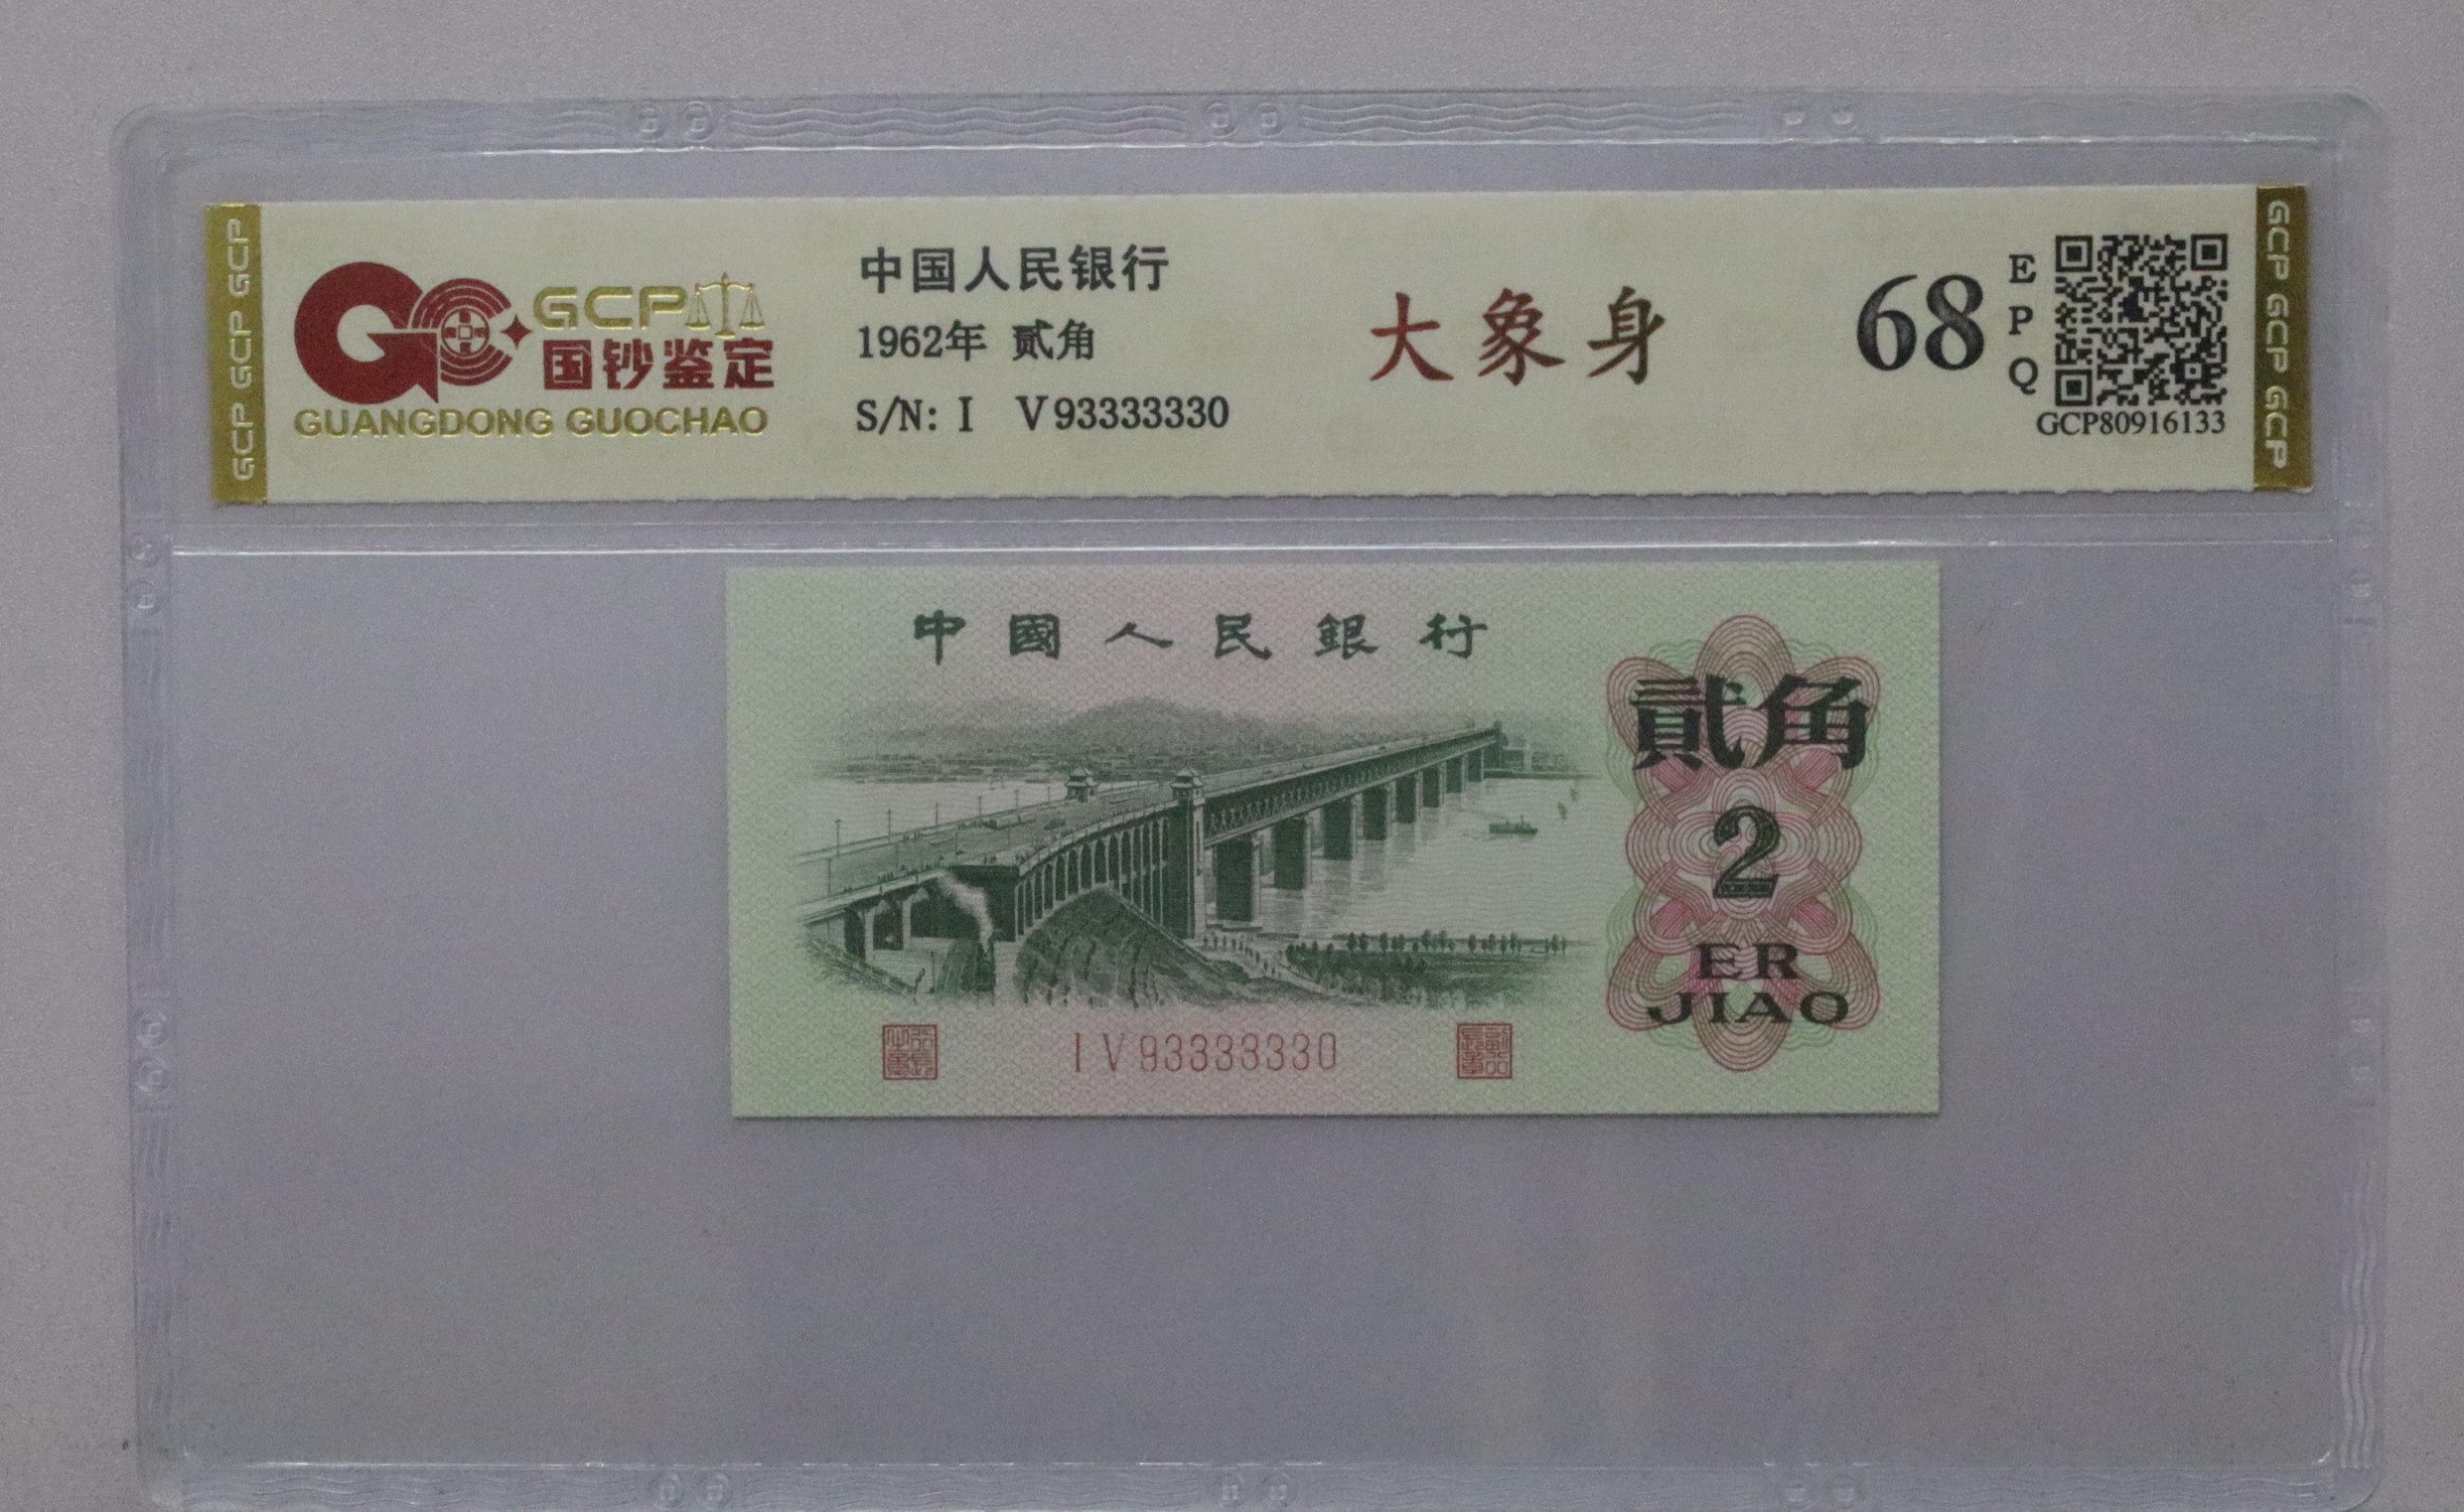 GCP GCP GCP
GCP
国钞鉴定
GUANGDONG GUOCHAO
中国人民银行
1962年 贰角
S/N: I V93333330
大象身
68
EPQ
GCP80916133
GCP GCP GCP
中國人民銀行
貳角
2
ER
JIAO
I V 93333330